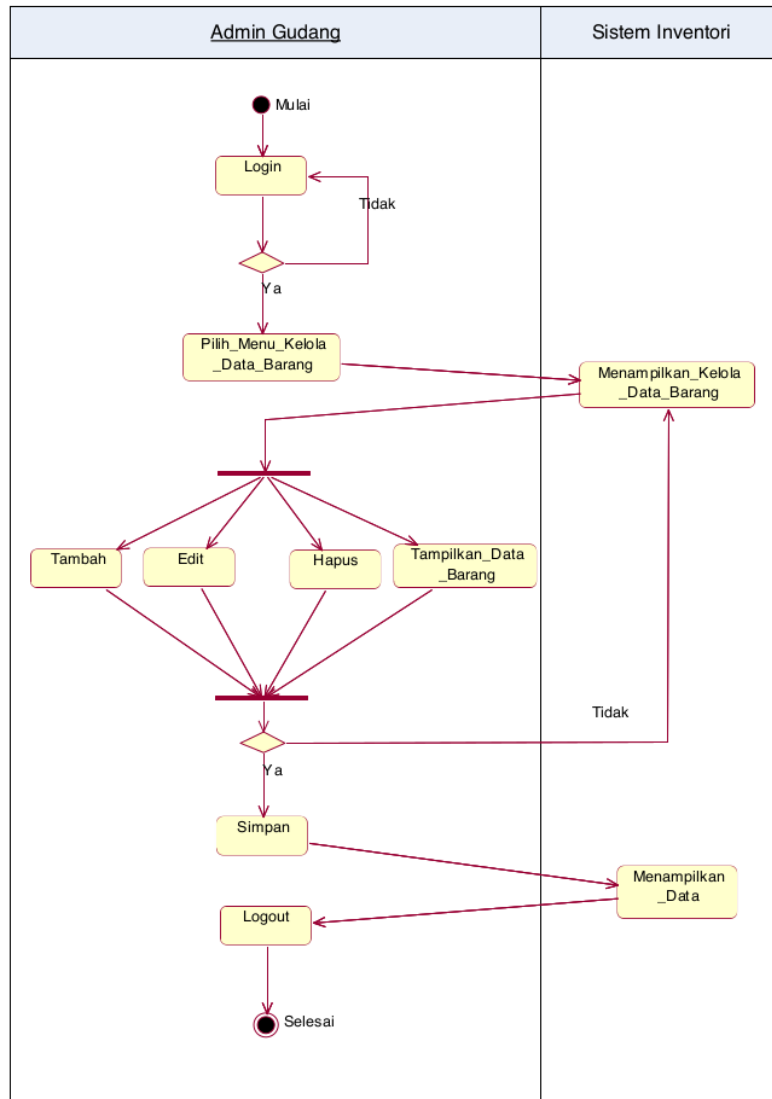 Admin Gudang
Sistem Inventori
Mulai
Login
Tidak
Ya
Pilih_Menu_Kelola
_Data_Barang
Menampilkan_Kelola
_Data_Barang
Tambah
Edit
Hapus
Tampilkan_Data
_Barang
Tidak
Ya
Simpan
Menampilkan
_Data
Logout
Selesai